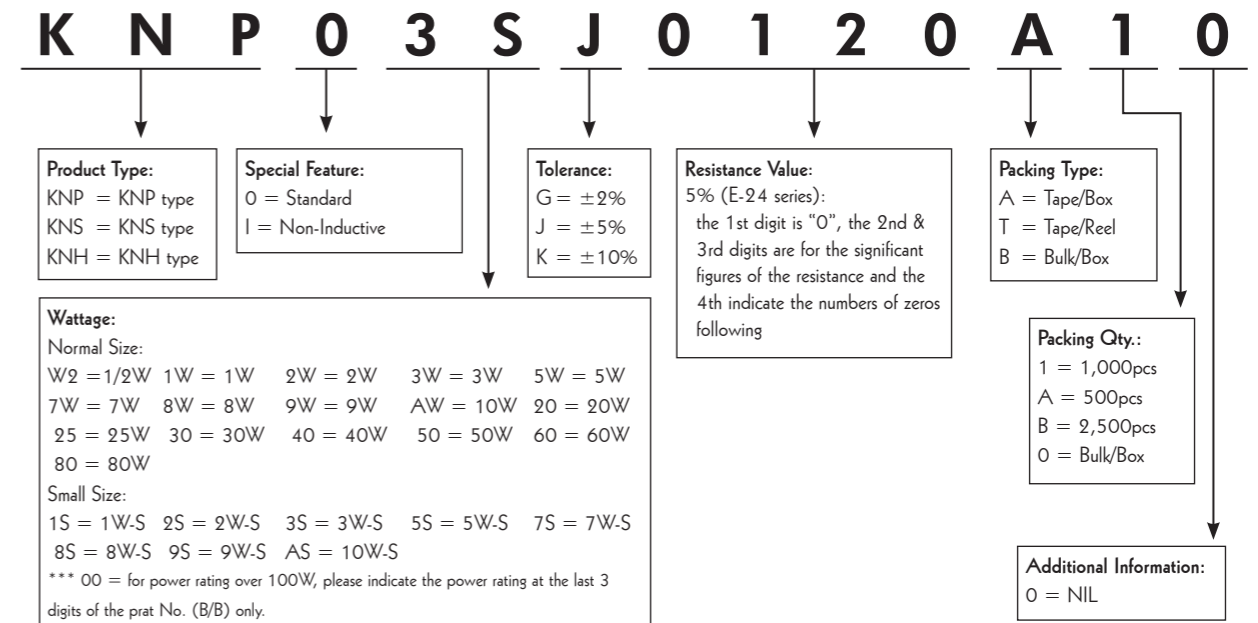 K N P 0 3 S J 0 1 2 0 A 1 0
Product Type:
KNP = KNP type
KNS = KNS type
KNH = KNH type
Special Feature:
0 = Standard
I = Non-Inductive
Tolerance:
G = ±2%
J = ±5%
K = ±10%
Resistance Value:
5% (E-24 series):
the 1st digit is “0”, the 2nd &
3rd digits are for the significant
figures of the resistance and the
4th indicate the numbers of zeros
following
Packing Type:
A = Tape/Box
T = Tape/Reel
B = Bulk/Box
Wattage:
Normal Size:
W2 =1/2W 1W = 1W 2W = 2W 3W = 3W 5W = 5W
7W = 7W 8W = 8W 9W = 9W AW = 10W 20 = 20W
25 = 25W 30 = 30W 40 = 40W 50 = 50W 60 = 60W
80 = 80W
Small Size:
1S = 1W-S 2S = 2W-S 3S = 3W-S 5S = 5W-S 7S = 7W-S
8S = 8W-S 9S = 9W-S AS = 10W-S
*** 00 = for power rating over 100W, please indicate the power rating at the last 3
digits of the prat No. (B/B) only.
Packing Qty.:
1 = 1,000pcs
A = 500pcs
B = 2,500pcs
0 = Bulk/Box
Additional Information:
0 = NIL